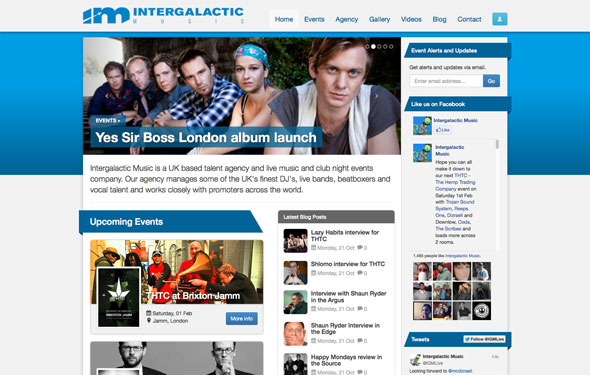 INTERGALACTIC
MUSIC
Home Events Agency Gallery Videos Blog Contact
EVENTS »
Yes Sir Boss London album launch
Intergalactic Music is a UK based talent agency and live music and club night events
company. Our agency manages some of the UK's finest DJ's, live bands, beatboxers and
vocal talent and works closely with promoters across the world.
Upcoming Events
THTC at Brixton Jamm
Saturday, 01 Feb
Jamm, London
More info
Latest Blog Posts
Lazy Habits interview for
THTC
Monday, 21 Oct 0
Shlomo interview for THTC
Monday, 21 Oct 0
Interview with Shaun Ryder
in the Argus
Monday, 21 Oct 0
Shaun Ryder Interview in
the Edge
Monday, 21 Oct 0
Happy Mondays review in
the Source
Monday, 21 Oct 0
Event Alerts and Updates
Get alerts and updates via email.
Enter email address... Go
Like us on Facebook
Intergalactic Music
Like
Intergalactic
Music
Hope you can all
make it down to
our next THTC -
The Hemp Trading
Company event on
Saturday 1st Feb
with Trojan Sound
System, Reeps
One, Dizraeli and
Downlow, Coda,
The Scribes and
loads more across
2 rooms.
people like Intergalactic Music.
Tweets
Follow @IGMLive
Intergalactic Music
@IGMLive
Looking forward to